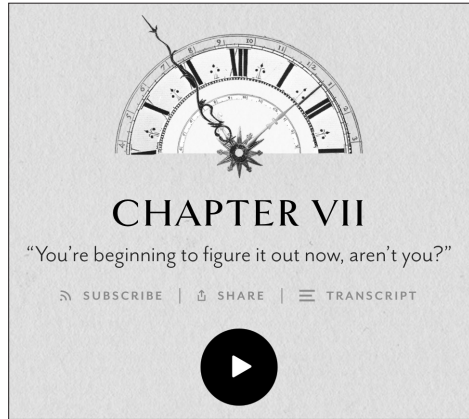 CHAPTER VII
“You’re beginning to figure it out now, aren’t you?”
SUBSCRIBE | SHARE | TRANSCRIPT